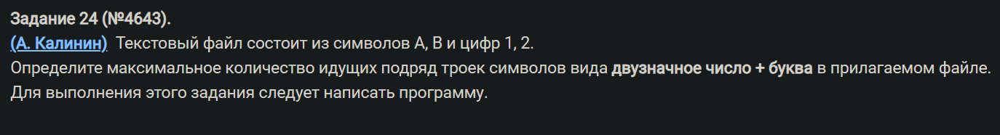 Задание 24 (№4643).
(А. Калинин) Текстовый файл состоит из символов A, B и цифр 1, 2.
Определите максимальное количество идущих подряд троек символов вида двузначное число + буква в прилагаемом файле.
Для выполнения этого задания следует написать программу.